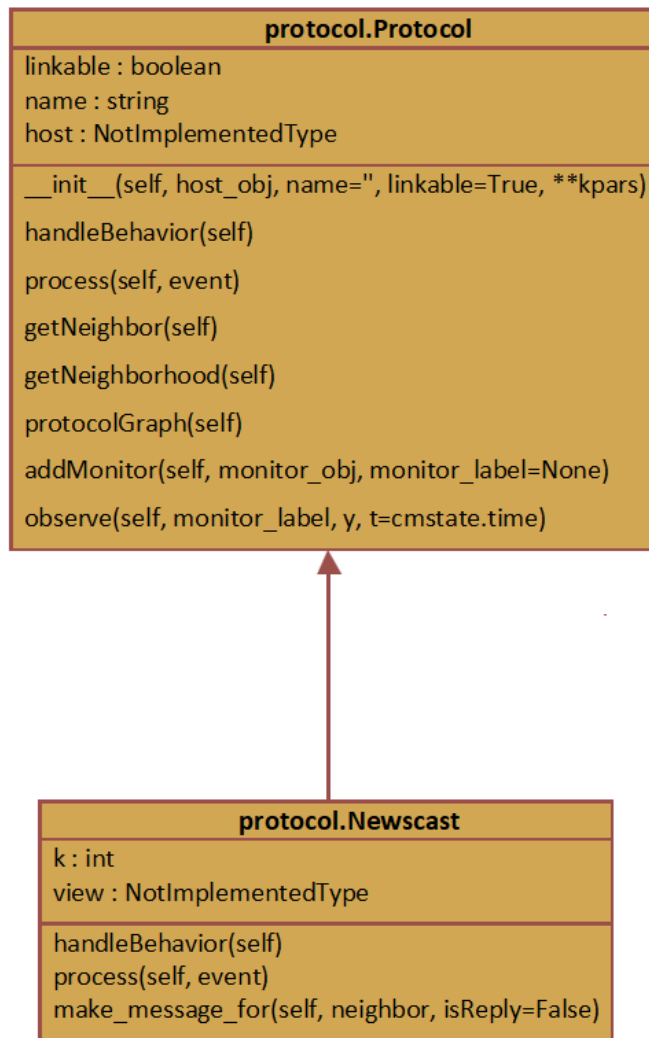 protocol.Protocol
linkable : boolean
name : string
host : NotImplementedType
__init__(self, host_obj, name='', linkable=True, **kpars)
handleBehavior(self)
process(self, event)
getNeighbor(self)
getNeighborhood(self)
protocolGraph(self)
addMonitor(self, monitor_obj, monitor_label=None)
observe(self, monitor_label, y, t=cmstate.time)
protocol.Newscast
k : int
view : NotImplementedType
handleBehavior(self)
process(self, event)
make_message_for(self, neighbor, isReply=False)